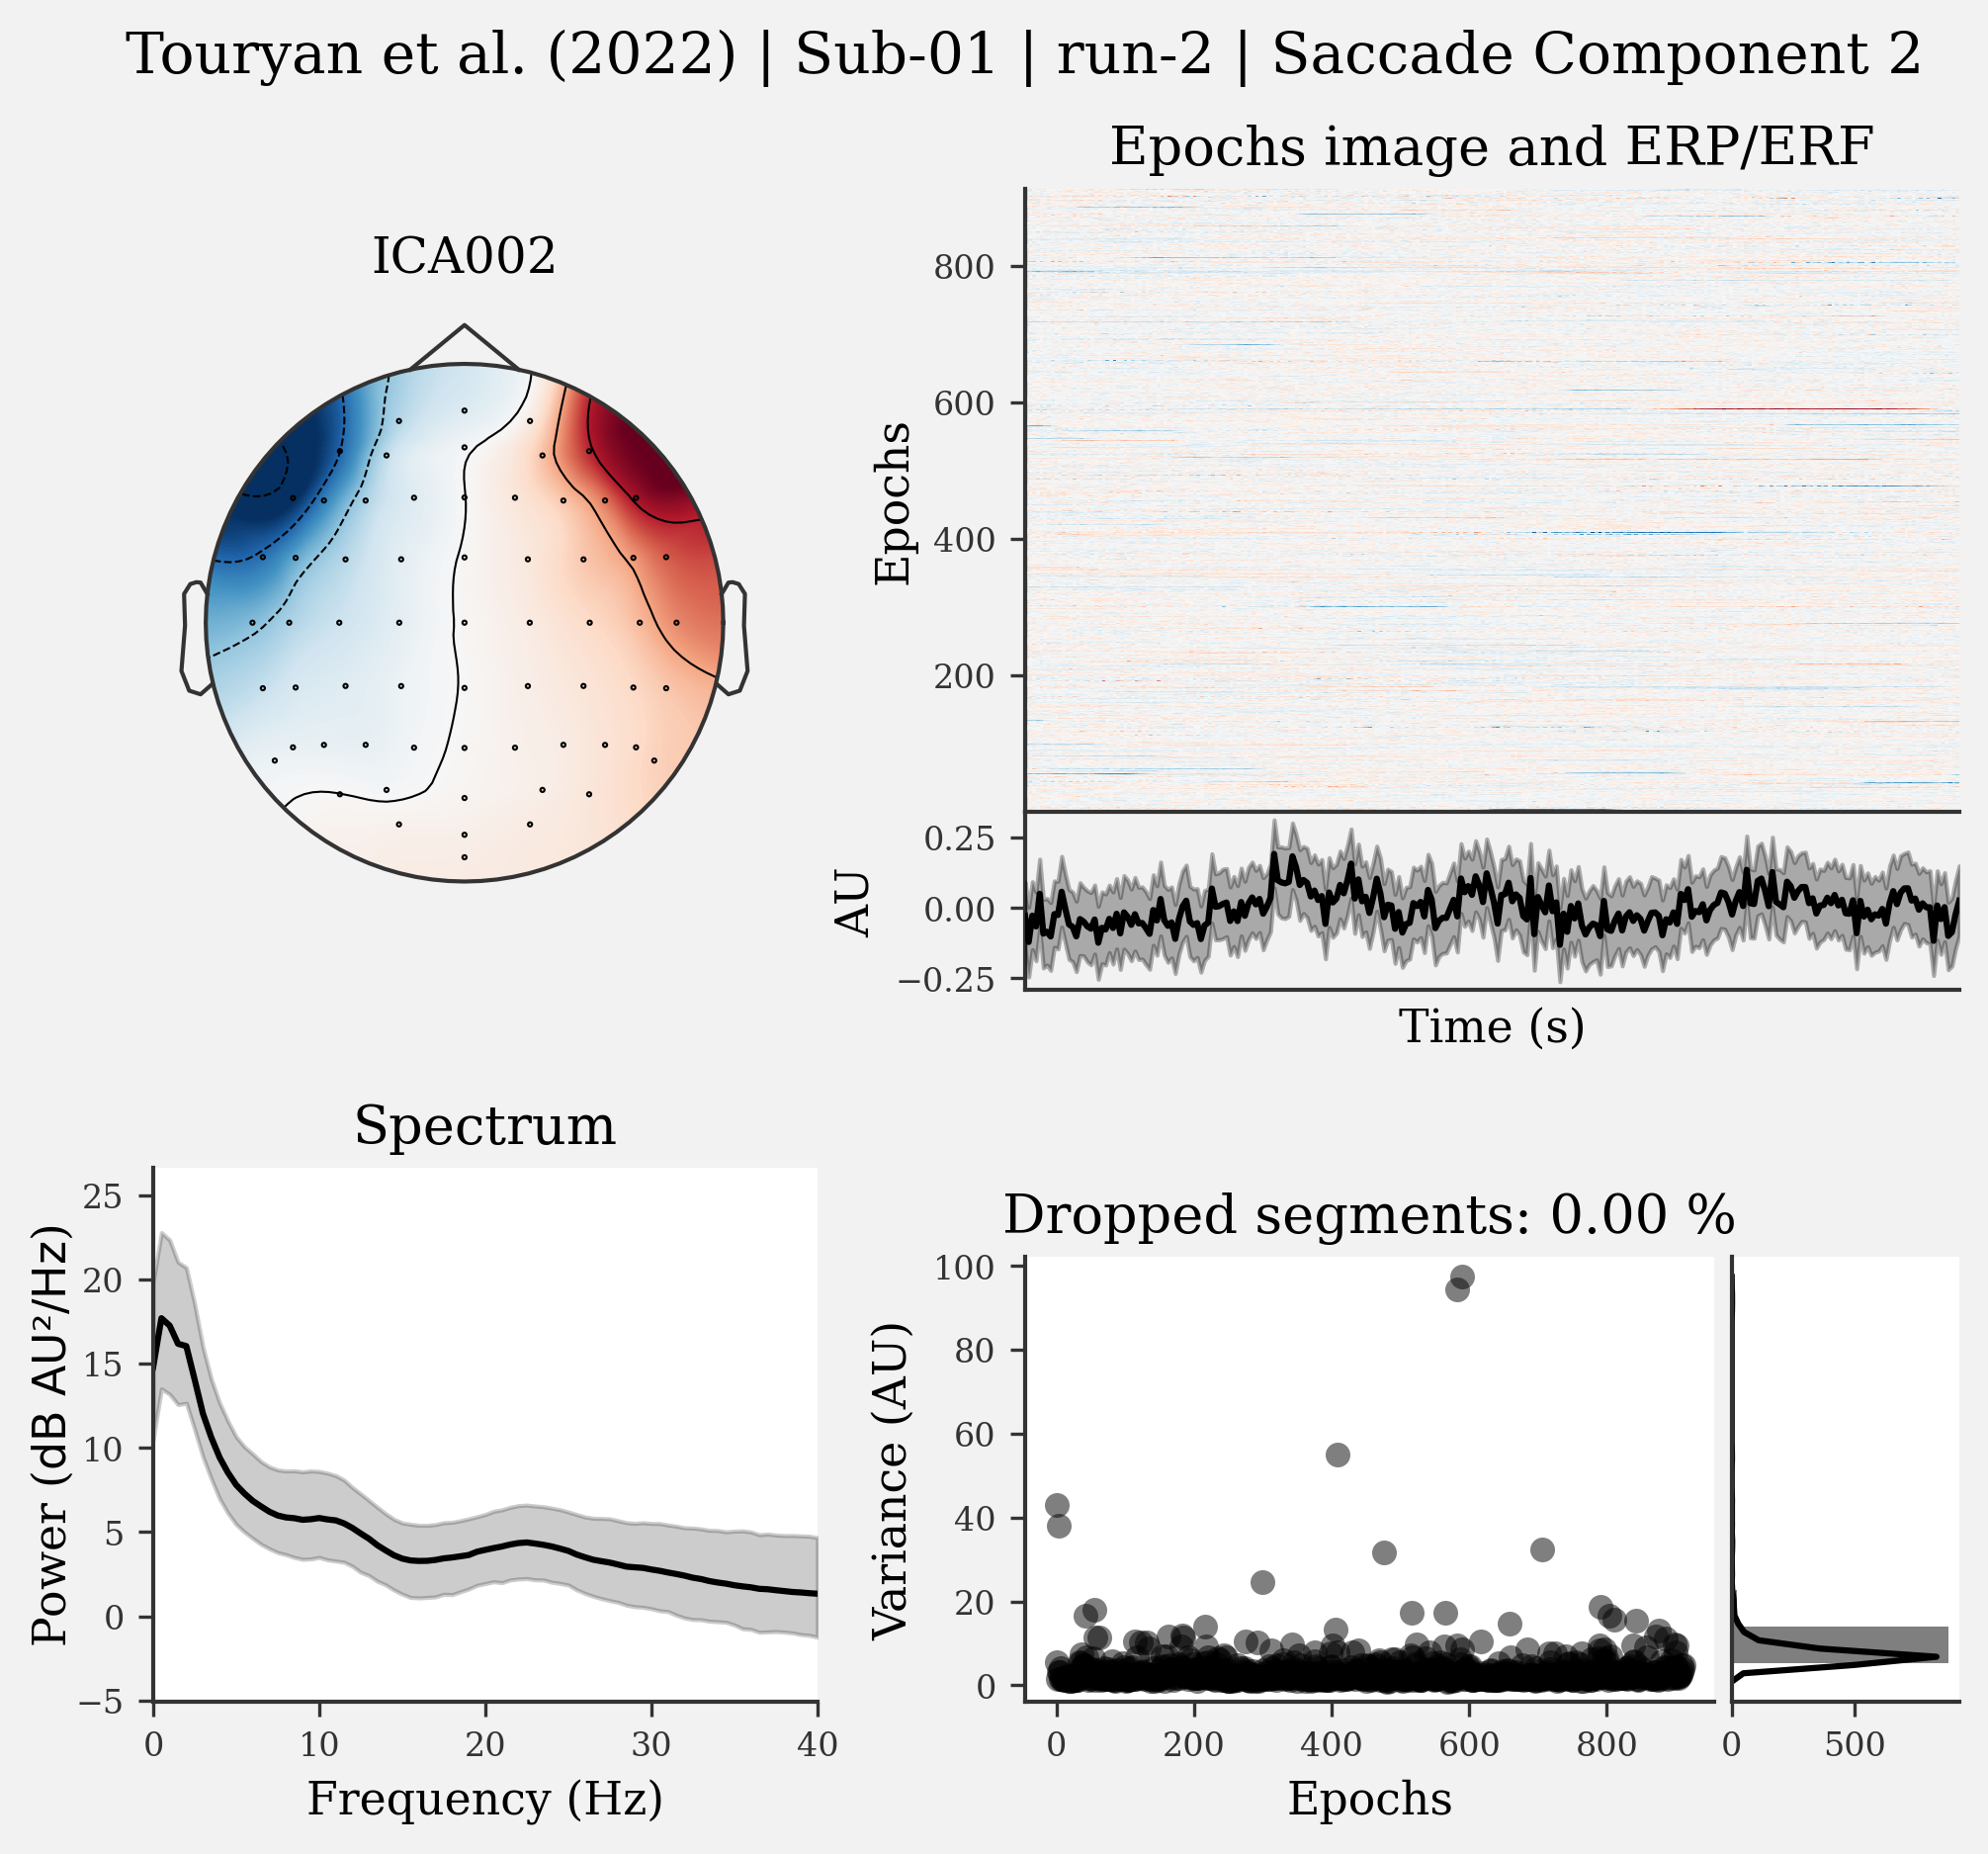 Touryan et al. (2022) | Sub-01 | run-2 | Saccade Component 2
ICA002
Epochs image and ERP/ERF
Epochs
800
600
400
200
AU
0.25
0.00
−0.25
Time (s)
Spectrum
Power (dB AU²/Hz)
25
20
15
10
5
0
−5
0 10 20 30 40
Frequency (Hz)
Dropped segments: 0.00 %
Variance (AU)
100
80
60
40
20
0
0 200 400 600 800
Epochs
0 500